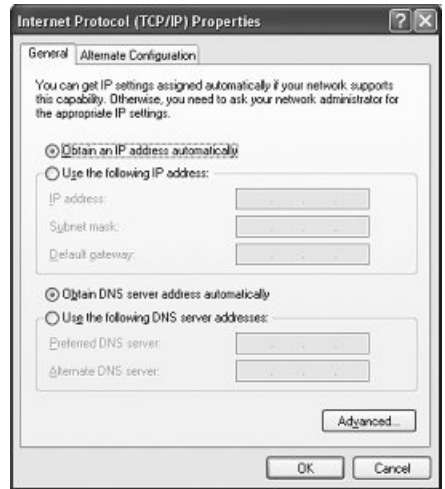 Internet Protocol (TCP/IP) Properties
General Alternate Configuration
You can get IP settings assigned automatically if your network supports
this capability. Otherwise, you need to ask your network administrator for
the appropriate IP settings.
Obtain an IP address automatically
Use the following IP address:
IP address:
Subnet mask:
Default gateway:
Obtain DNS server address automatically
Use the following DNS server addresses:
Preferred DNS server:
Alternate DNS server:
Advanced...
OK Cancel